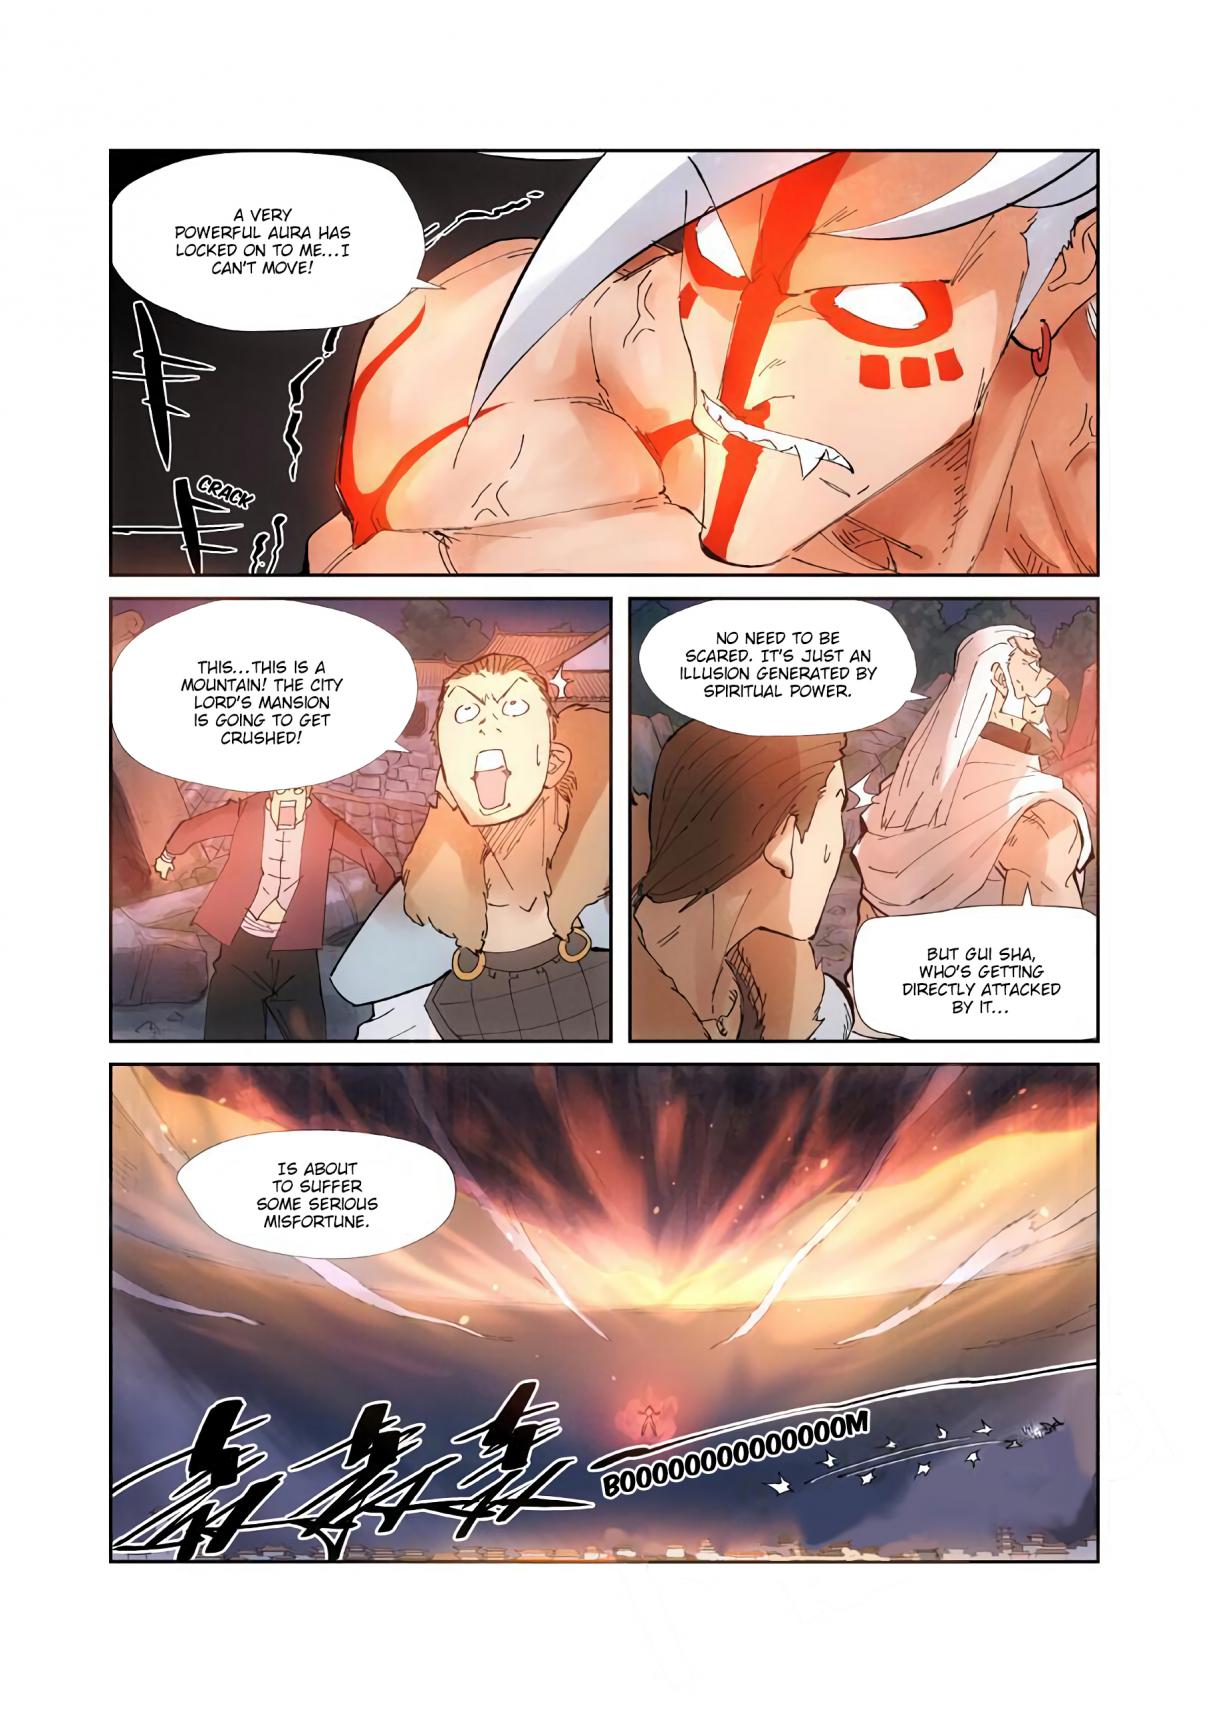 A VERY
POWERFUL AURA HAS
LOCKED ON TO ME...I
CAN'T MOVE!
CRACK
THIS...THIS IS A
MOUNTAIN! THE CITY
LORD'S MANSION
IS GOING TO GET
CRUSHED!
NO NEED TO BE
SCARED. IT'S JUST AN
ILLUSION GENERATED BY
SPIRITUAL POWER.
BUT GUI SHA,
WHO'S GETTING
DIRECTLY ATTACKED
BY IT...
IS ABOUT
TO SUFFER
SOME SERIOUS
MISFORTUNE.
BOOOOOOOOOOOOOM